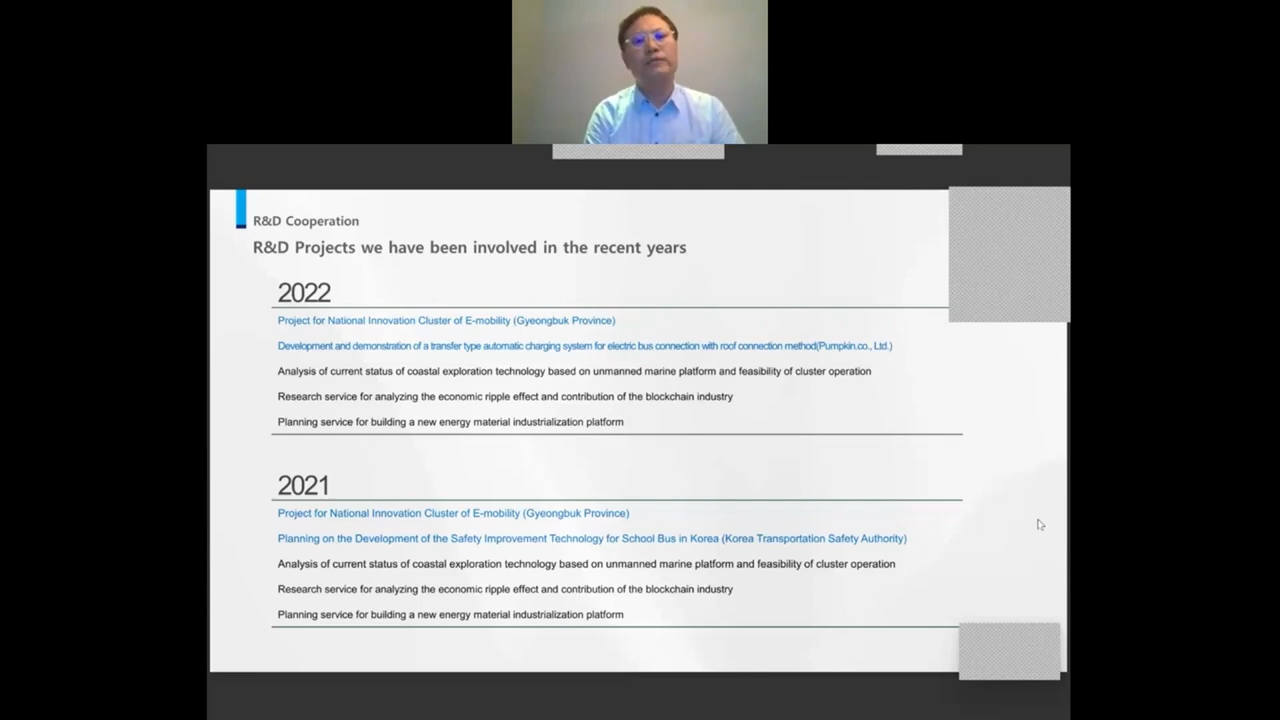 R&D Cooperation
R&D Projects we have been involved in the recent years
2022
Project for National Innovation Cluster of E-mobility (Gyeongbuk Province)
Development and demonstration of a transfer type automatic charging system for electric bus connection with roof connection method(Pumpkin.co., Ltd.)
Analysis of current status of coastal exploration technology based on unmanned marine platform and feasibility of cluster operation
Research service for analyzing the economic ripple effect and contribution of the blockchain industry
Planning service for building a new energy material industrialization platform
2021
Project for National Innovation Cluster of E-mobility (Gyeongbuk Province)
Planning on the Development of the Safety Improvement Technology for School Bus in Korea (Korea Transportation Safety Authority)
Analysis of current status of coastal exploration technology based on unmanned marine platform and feasibility of cluster operation
Research service for analyzing the economic ripple effect and contribution of the blockchain industry
Planning service for building a new energy material industrialization platform